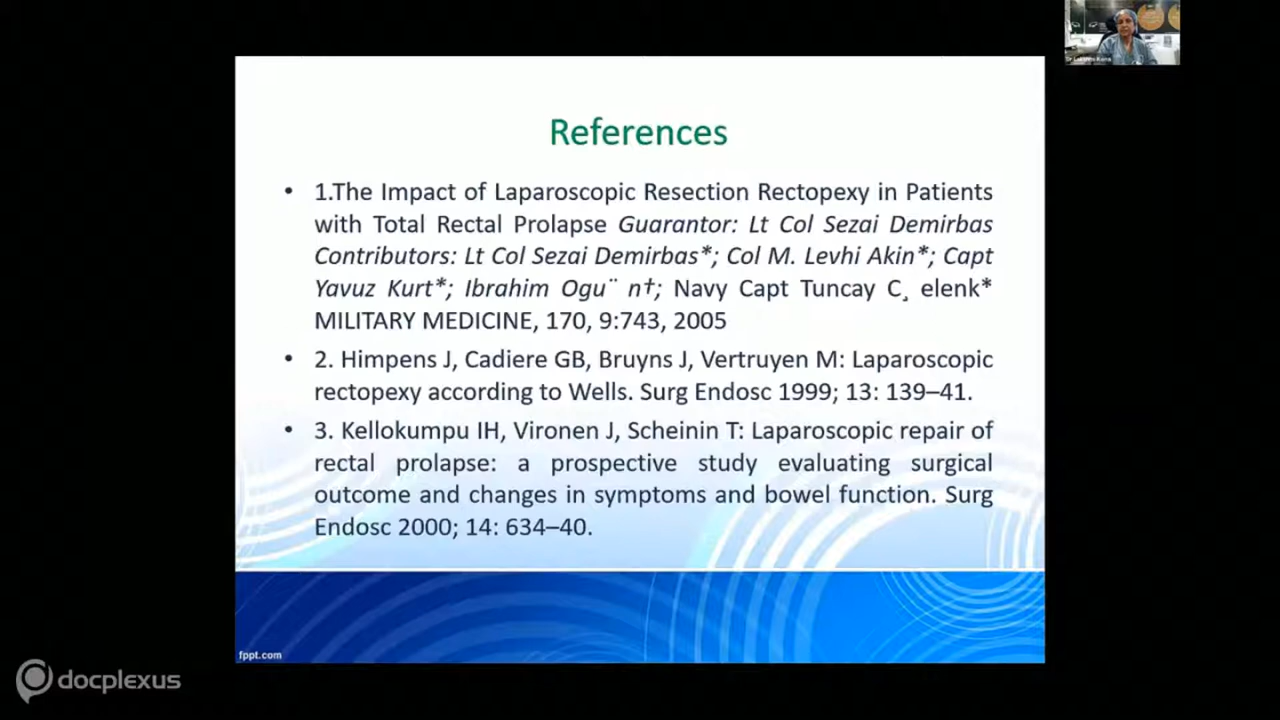 References
• 1.The Impact of Laparoscopic Resection Rectopexy in Patients
with Total Rectal Prolapse Guarantor: Lt Col Sezai Demirbas
Contributors: Lt Col Sezai Demirbas*; Col M. Levhi Akin*; Capt
Yavuz Kurt*; Ibrahim Ogu¨ n†; Navy Capt Tuncay C¸ elenk*
MILITARY MEDICINE, 170, 9:743, 2005
• 2. Himpens J, Cadiere GB, Bruyns J, Vertruyen M: Laparoscopic
rectopexy according to Wells. Surg Endosc 1999; 13: 139–41.
• 3. Kellokumpu IH, Vironen J, Scheinin T: Laparoscopic repair of
rectal prolapse: a prospective study evaluating surgical
outcome and changes in symptoms and bowel function. Surg
Endosc 2000; 14: 634–40.
fppt.com
docplexus